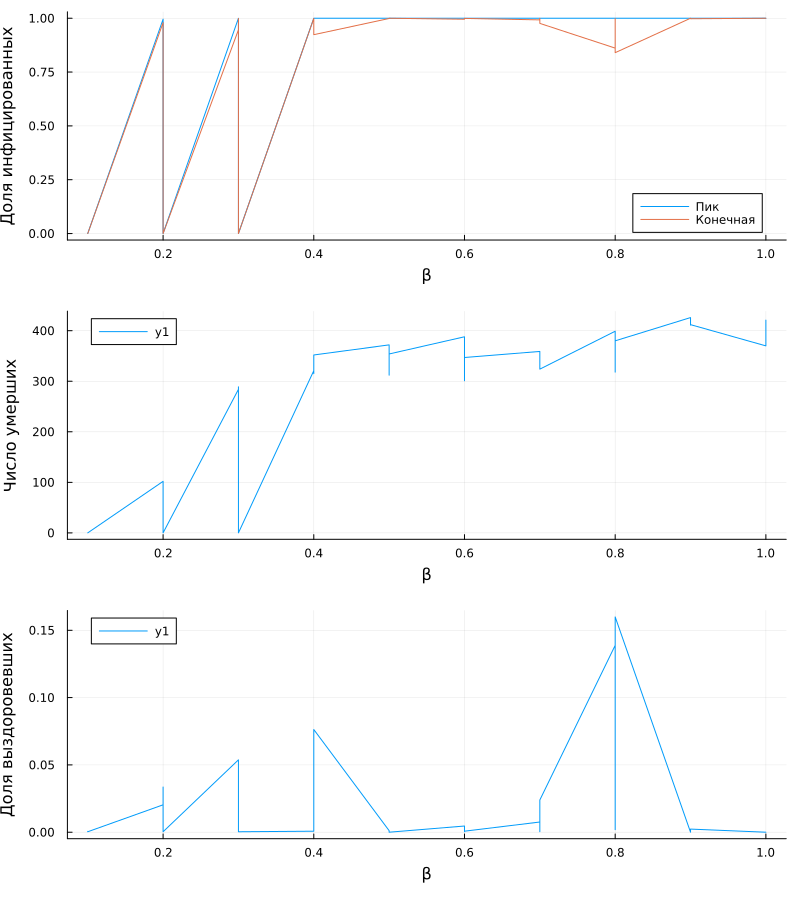 1.00
0.75
0.50
0.25
0.00
Доля инфицированных
Пик
Конечная
0.2 0.4 0.6 0.8 1.0
β
400
300
200
100
0
Число умерших
y1
0.2 0.4 0.6 0.8 1.0
β
0.15
0.10
0.05
0.00
Доля выздоровевших
y1
0.2 0.4 0.6 0.8 1.0
β